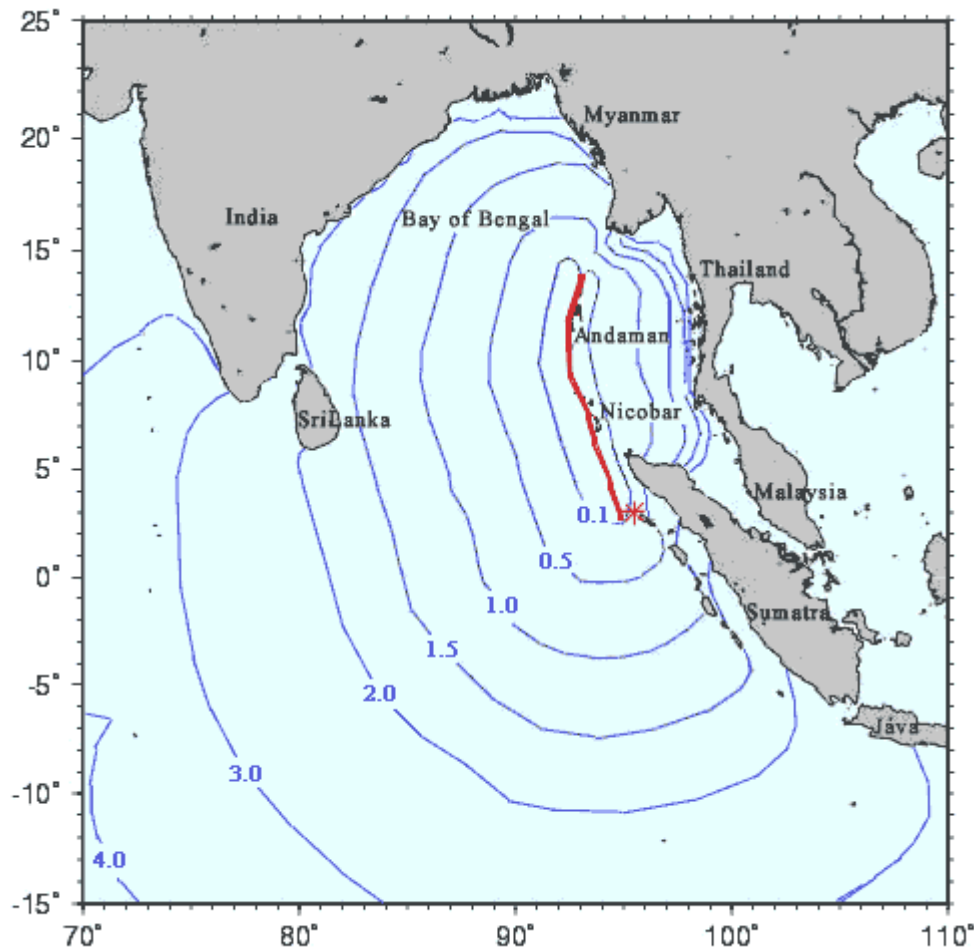 25°
20°
15°
10°
5°
0°
-5°
-10°
-15°
70°
80°
90°
100°
110°
Myanmar
India
Bay of Bengal
Thailand
Andaman
Nicobar
SriLanka
Malaysia
0.1
0.5
1.0
Sumatra
1.5
2.0
Java
3.0
4.0